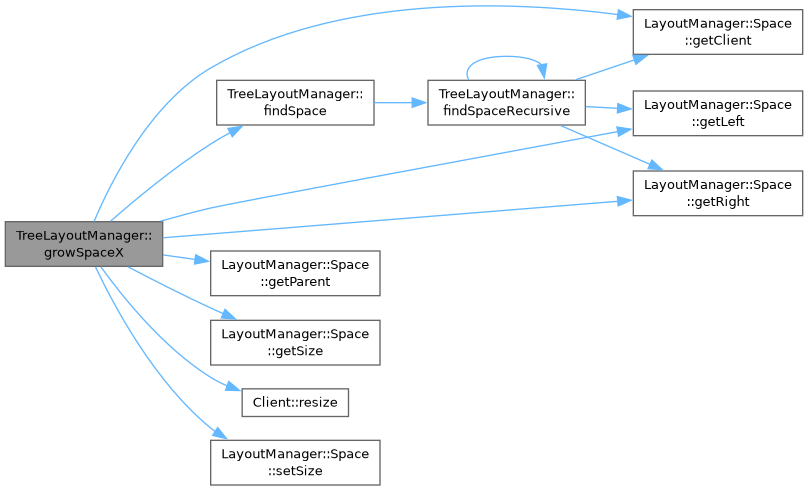 TreeLayoutManager::
growSpaceX
TreeLayoutManager::
findSpace
TreeLayoutManager::
findSpaceRecursive
LayoutManager::Space
::getClient
LayoutManager::Space
::getLeft
LayoutManager::Space
::getRight
LayoutManager::Space
::getParent
LayoutManager::Space
::getSize
Client::resize
LayoutManager::Space
::setSize